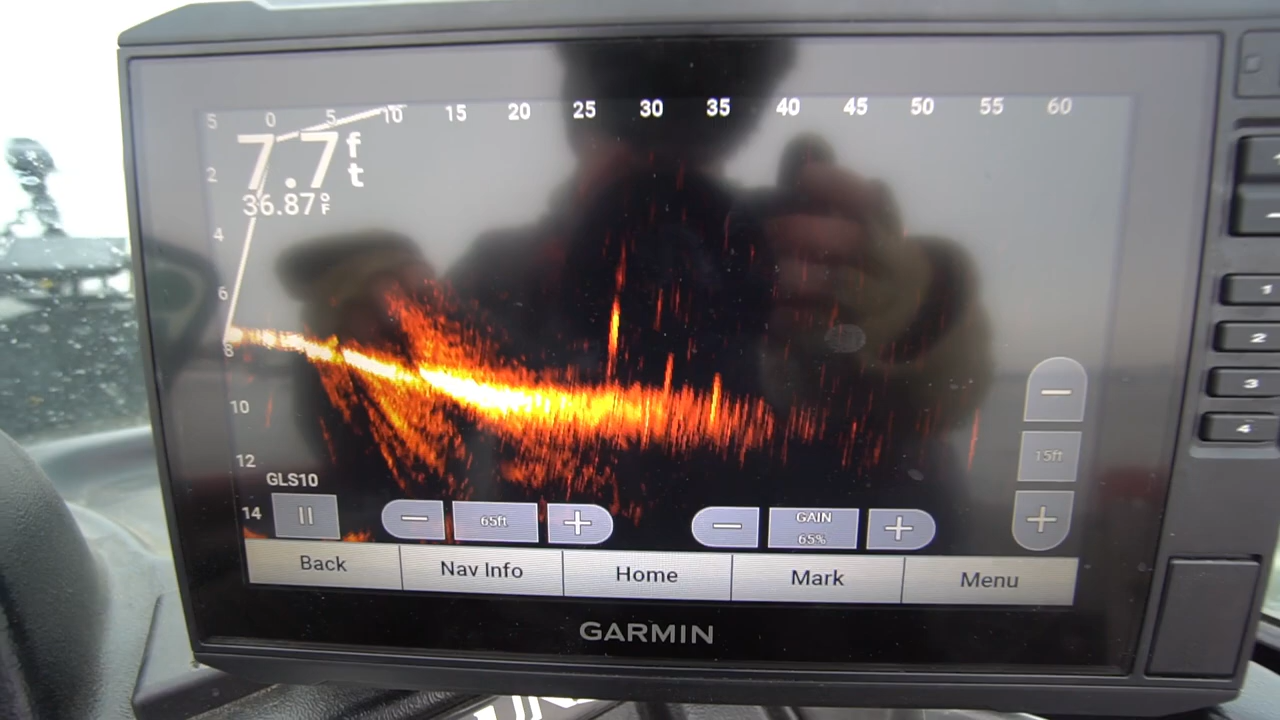 5 0 5 10 15 20 25 30 35 40 45 50 55 60
7.7 ft
2
36.87°F
4
6
8
10
12
GLS10
14
65ft
GAIN
65%
15ft
Back
Nav Info
Home
Mark
Menu
GARMIN
1
2
3
4